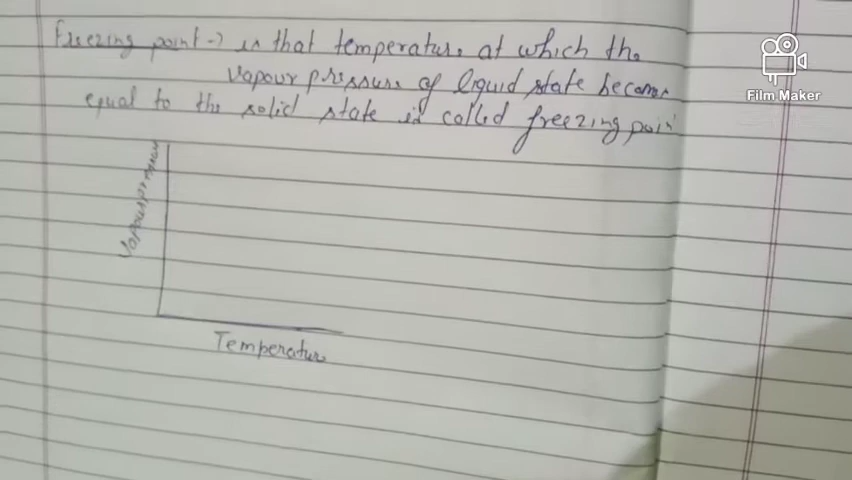 Freezing point → is that temperature at which the
vapour pressure of liquid state becomes
equal to the solid state is called freezing point
Vapour pressure
Temperature
Film Maker